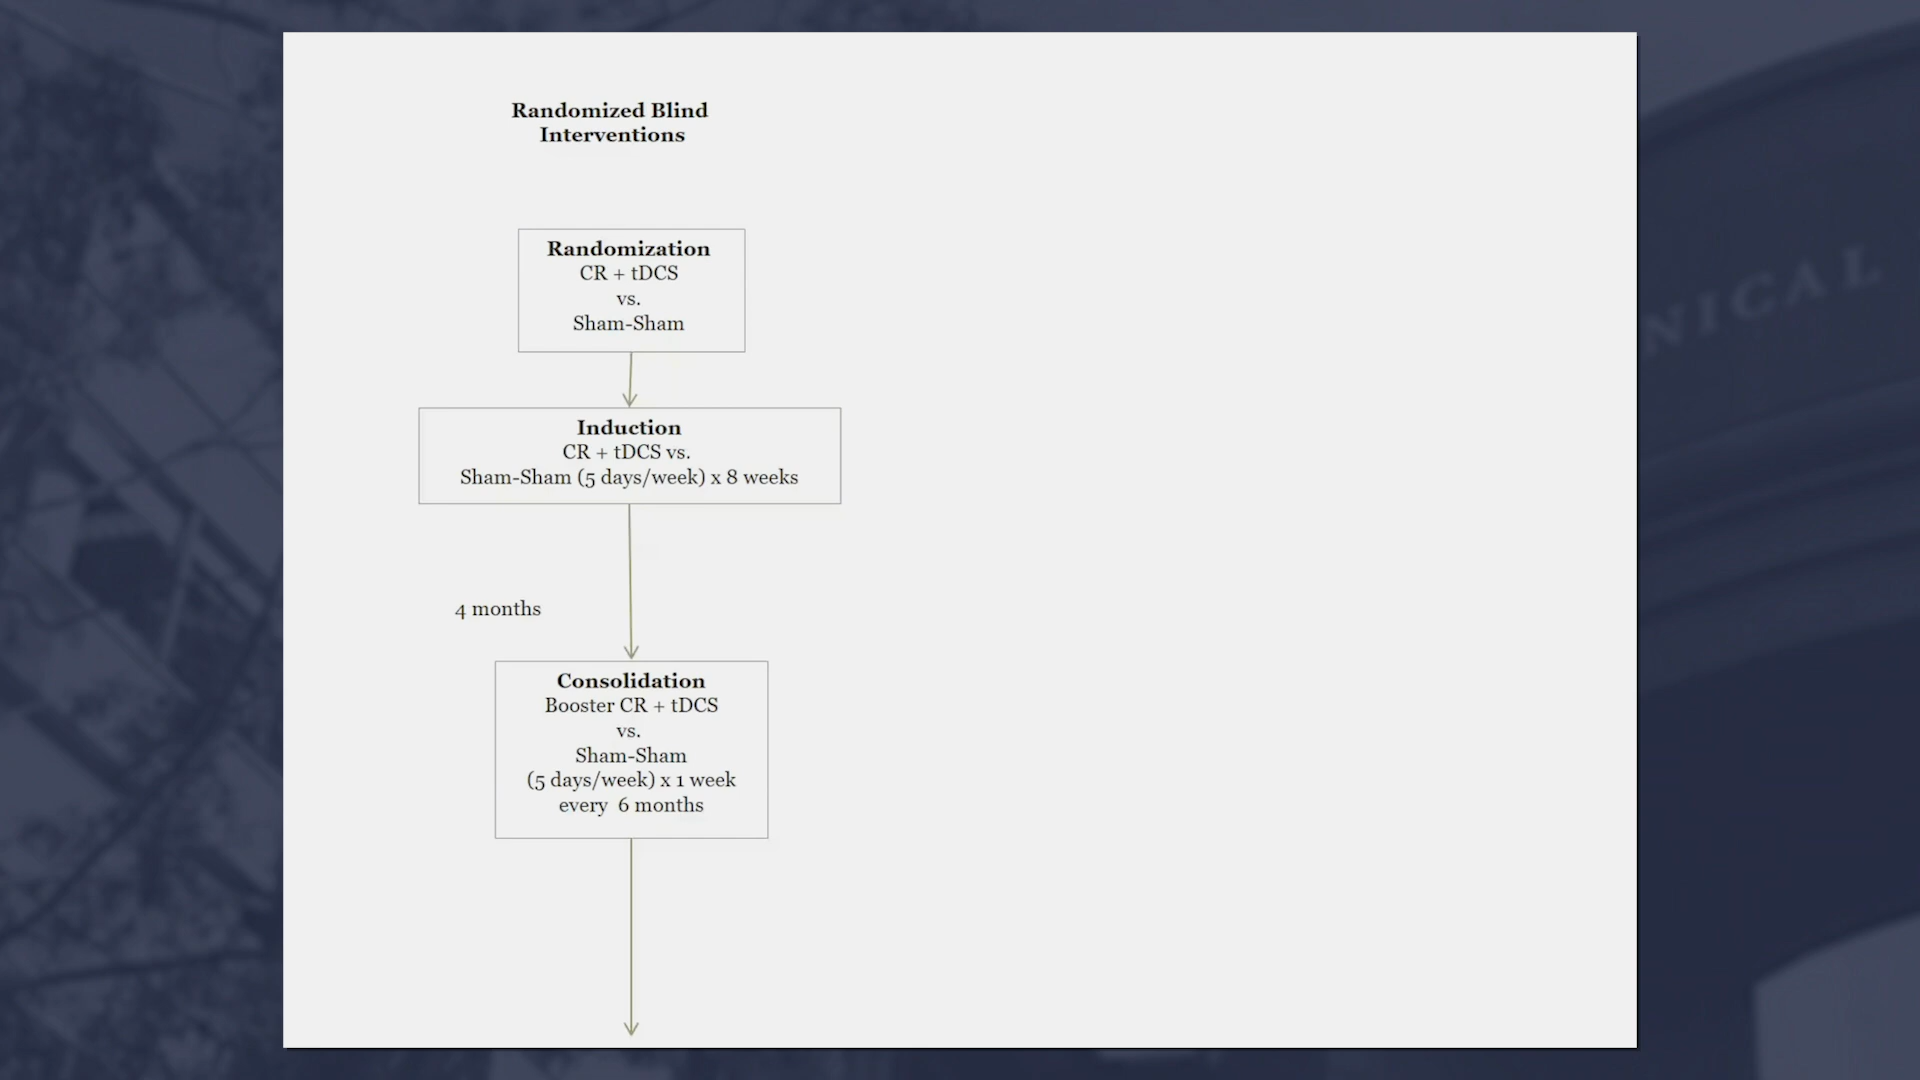 Randomized Blind
Interventions
Randomization
CR + tDCS
vs.
Sham-Sham
Induction
CR + tDCS vs.
Sham-Sham (5 days/week) x 8 weeks
4 months
Consolidation
Booster CR + tDCS
vs.
Sham-Sham
(5 days/week) x 1 week
every 6 months
NICAL